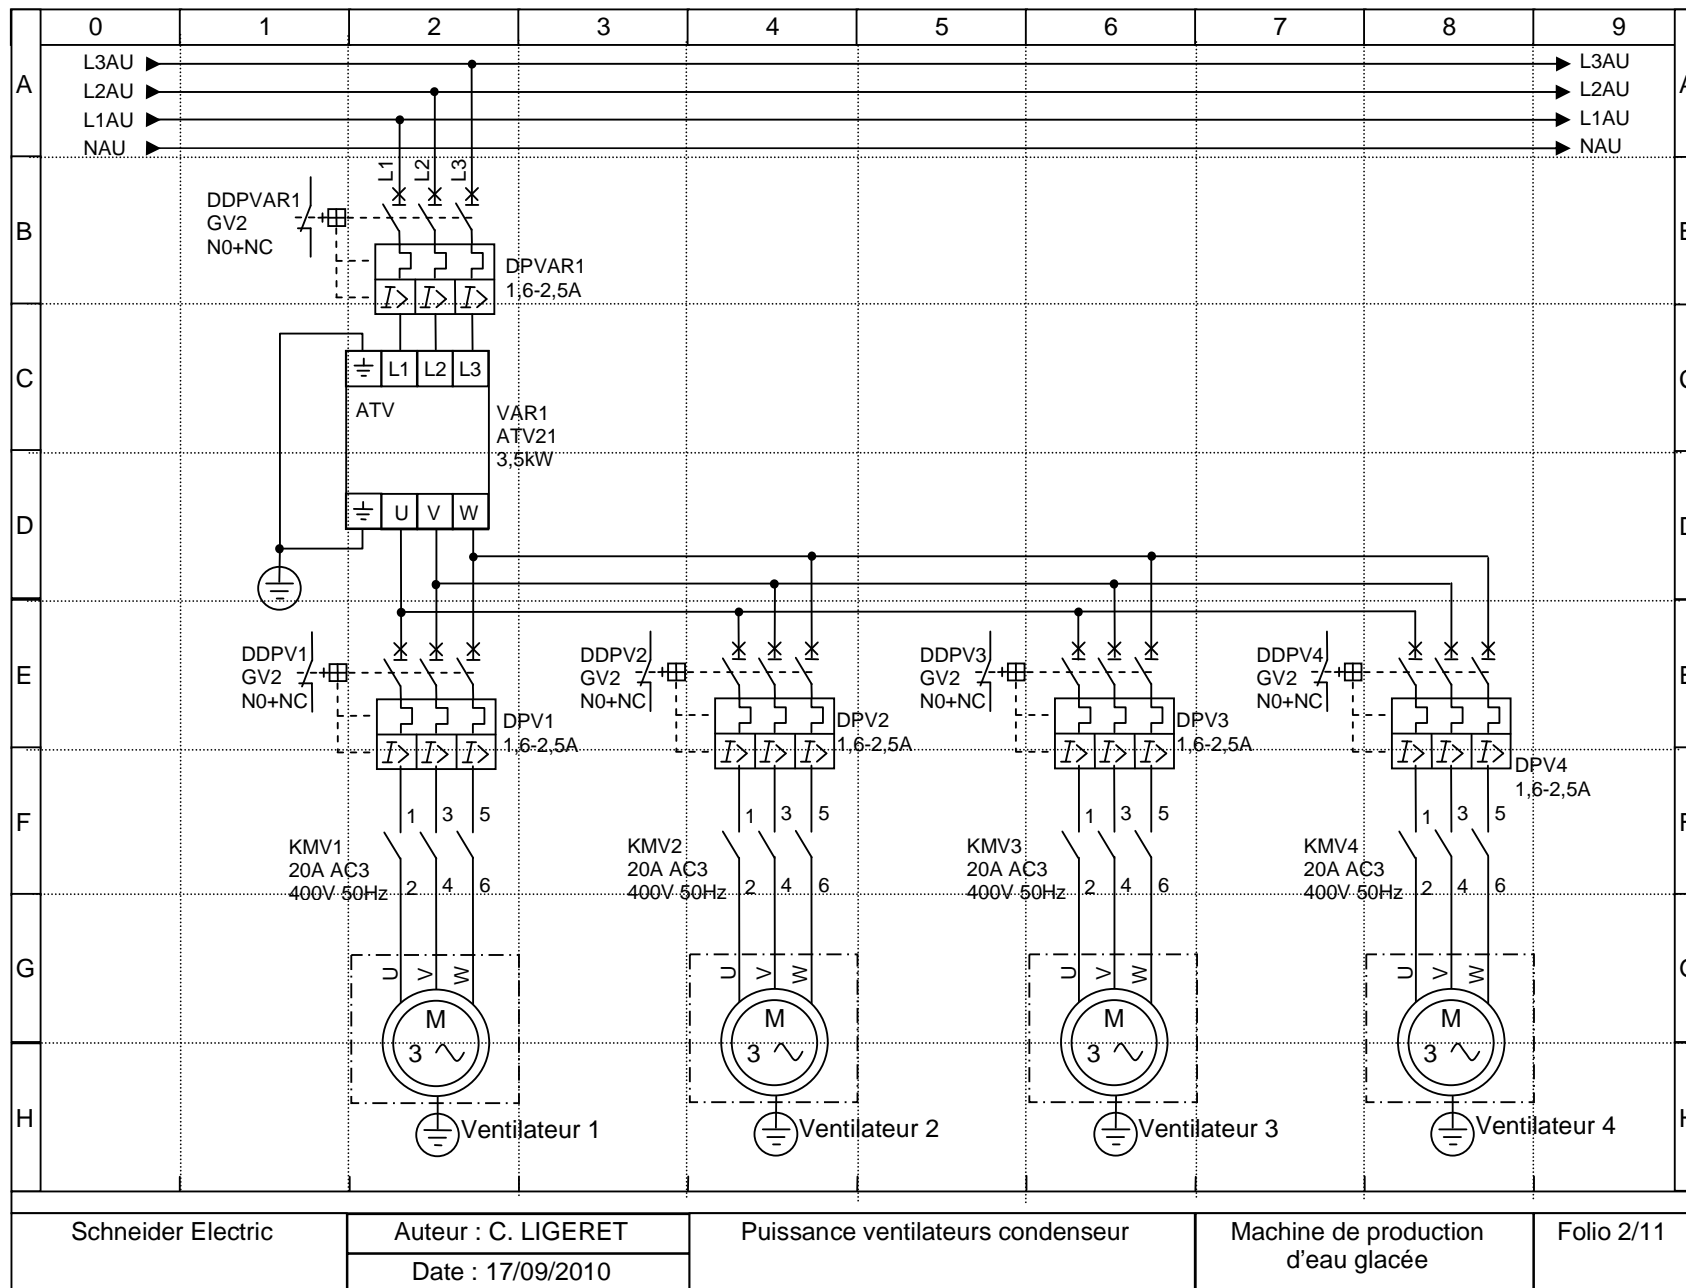 0 1 2 3 4 5 6 7 8 9
A L3AU L3AU A
L2AU L2AU
L1AU L1AU
NAU NAU
L1 L2 L3
DDPVAR1
GV2
N0+NC
B
DPVAR1
1,6-2,5A
I> I> I>
C L1 L2 L3
ATV
VAR1
ATV21
3,5kW
D U V W D
E
DDPV1
GV2
N0+NC
DPV1
1,6-2,5A
I> I> I>
DDPV2
GV2
N0+NC
DPV2
1,6-2,5A
I> I> I>
DDPV3
GV2
N0+NC
DPV3
1,6-2,5A
I> I> I>
DDPV4
GV2
N0+NC
DPV4
1,6-2,5A
I> I> I>
F
1 3 5
KMV1
20A AC3
400V 50Hz
2 4 6
1 3 5
KMV2
20A AC3
400V 50Hz
2 4 6
1 3 5
KMV3
20A AC3
400V 50Hz
2 4 6
1 3 5
KMV4
20A AC3
400V 50Hz
2 4 6
G
U V W U V W U V W U V W
M M M M
3 3 3 3
H
Ventilateur 1 Ventilateur 2 Ventilateur 3 Ventilateur 4
Schneider Electric
Auteur : C. LIGERET
Date : 17/09/2010
Puissance ventilateurs condenseur
Machine de production
d'eau glacée
Folio 2/11